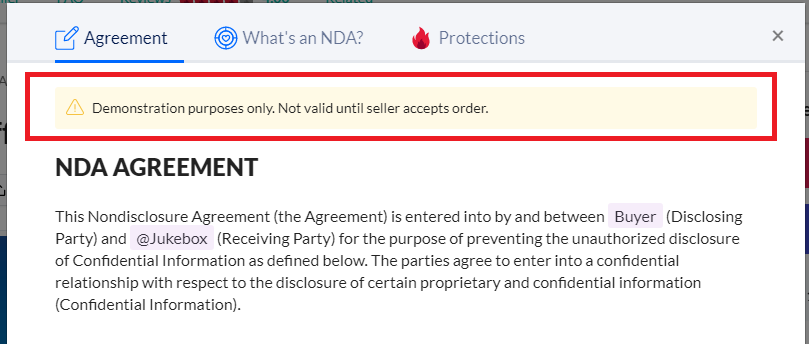 Reviews
Related
Agreement What's an NDA? Protections
Demonstration purposes only. Not valid until seller accepts order.
NDA AGREEMENT
This Nondisclosure Agreement (the Agreement) is entered into by and between Buyer (Disclosing
Party) and @Jukebox (Receiving Party) for the purpose of preventing the unauthorized disclosure
of Confidential Information as defined below. The parties agree to enter into a confidential
relationship with respect to the disclosure of certain proprietary and confidential information
(Confidential Information).